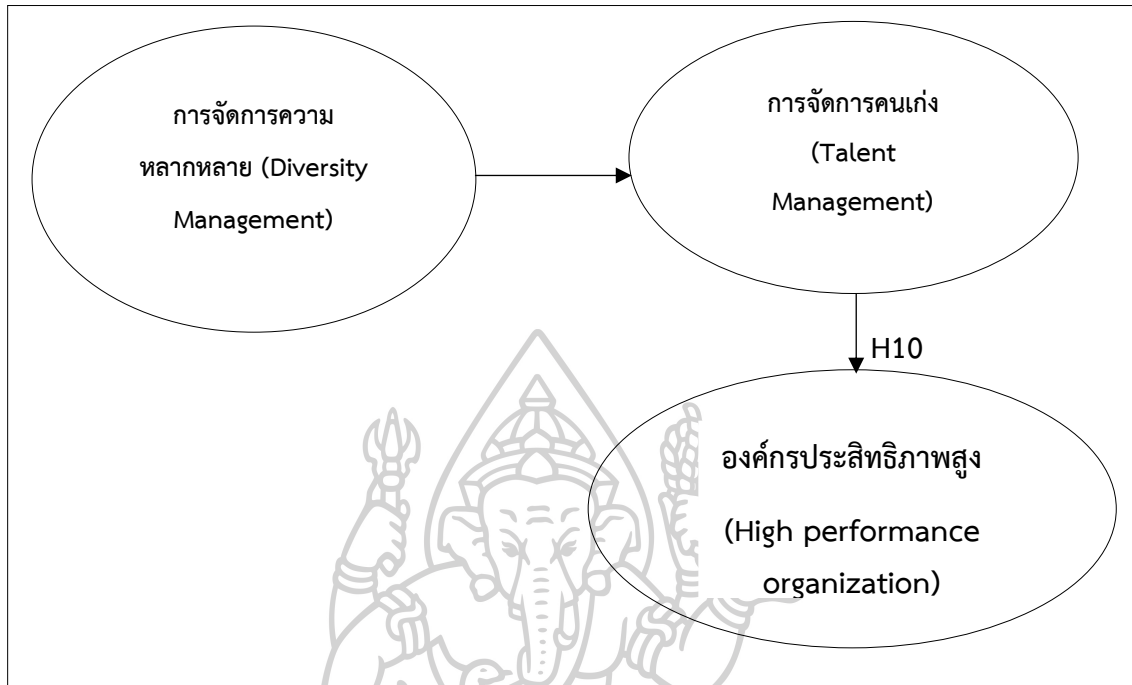 การจัดการความ
หลากหลาย (Diversity
Management)
การจัดการคนเก่ง
(Talent
Management)
H10
องค์กรประสิทธิภาพสูง
(High performance
organization)